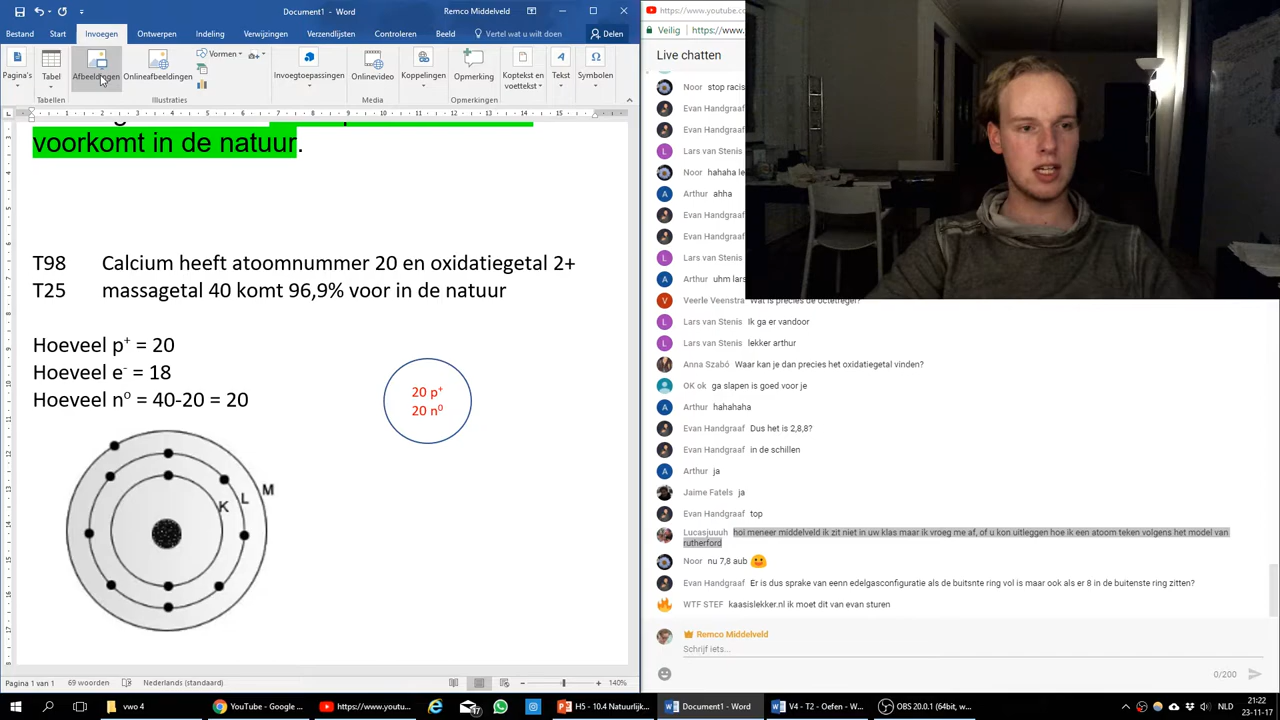 https://www.youtube.co
Bestand Start Invoegen Ontwerpen Indeling Verwijzingen Verzendlijsten Controleren Beeld Vertel wat u wilt doen Delen
Veilig https://www.
Pagina's Tabel Afbeeldingen Onlineafbeeldingen Vormen Invoegtoepassingen Onlinevideo Koppelingen Opmerking Koptekst en voettekst Tekst Symbolen
Tabellen Illustraties Media Opmerkingen
voorkomt in de natuur.
T98 Calcium heeft atoomnummer 20 en oxidatiegetal 2+
T25 massagetal 40 komt 96,9% voor in de natuur
Hoeveel p+ = 20
Hoeveel e- = 18
Hoeveel n0 = 40-20 = 20
20 p+
20 n0
K L M
Pagina 1 van 1 69 woorden Nederlands (standaard) 140%
Live chatten
Noor stop racis
Evan Handgraaf
Evan Handgraaf
L Lars van Stenis
Noor hahaha le
A Arthur ahha
Evan Handgraaf
Evan Handgraaf
L Lars van Stenis
A Arthur uhm lars
V Veerle Veenstra Wat is precies de octetregel?
L Lars van Stenis Ik ga er vandoor
L Lars van Stenis lekker arthur
Anna Szabó Waar kan je dan precies het oxidatiegetal vinden?
OK ok ga slapen is goed voor je
A Arthur hahahaha
Evan Handgraaf Dus het is 2,8,8?
Evan Handgraaf in de schillen
A Arthur ja
Jaime Fatels ja
Evan Handgraaf top
Lucasjuuuh hoi meneer middelveld ik zit niet in uw klas maar ik vroeg me af, of u kon uitleggen hoe ik een atoom teken volgens het model van
rutherford
Noor nu 7,8 aub
Evan Handgraaf Er is dus sprake van eenn edelgasconfiguratie als de buitsnte ring vol is maar ook als er 8 in de buitenste ring zitten?
WTF STEF kaasislekker.nl ik moet dit van evan sturen
Remco Middelveld
Schrijf iets...
0/200
vwo 4 YouTube - Google ... https://www.youtube... H5 - 10.4 Natuurlijk... Document1 - Word V4 - T2 - Oefen - W... OBS 20.0.1 (64bit, w... NLD 21:22
23-11-17